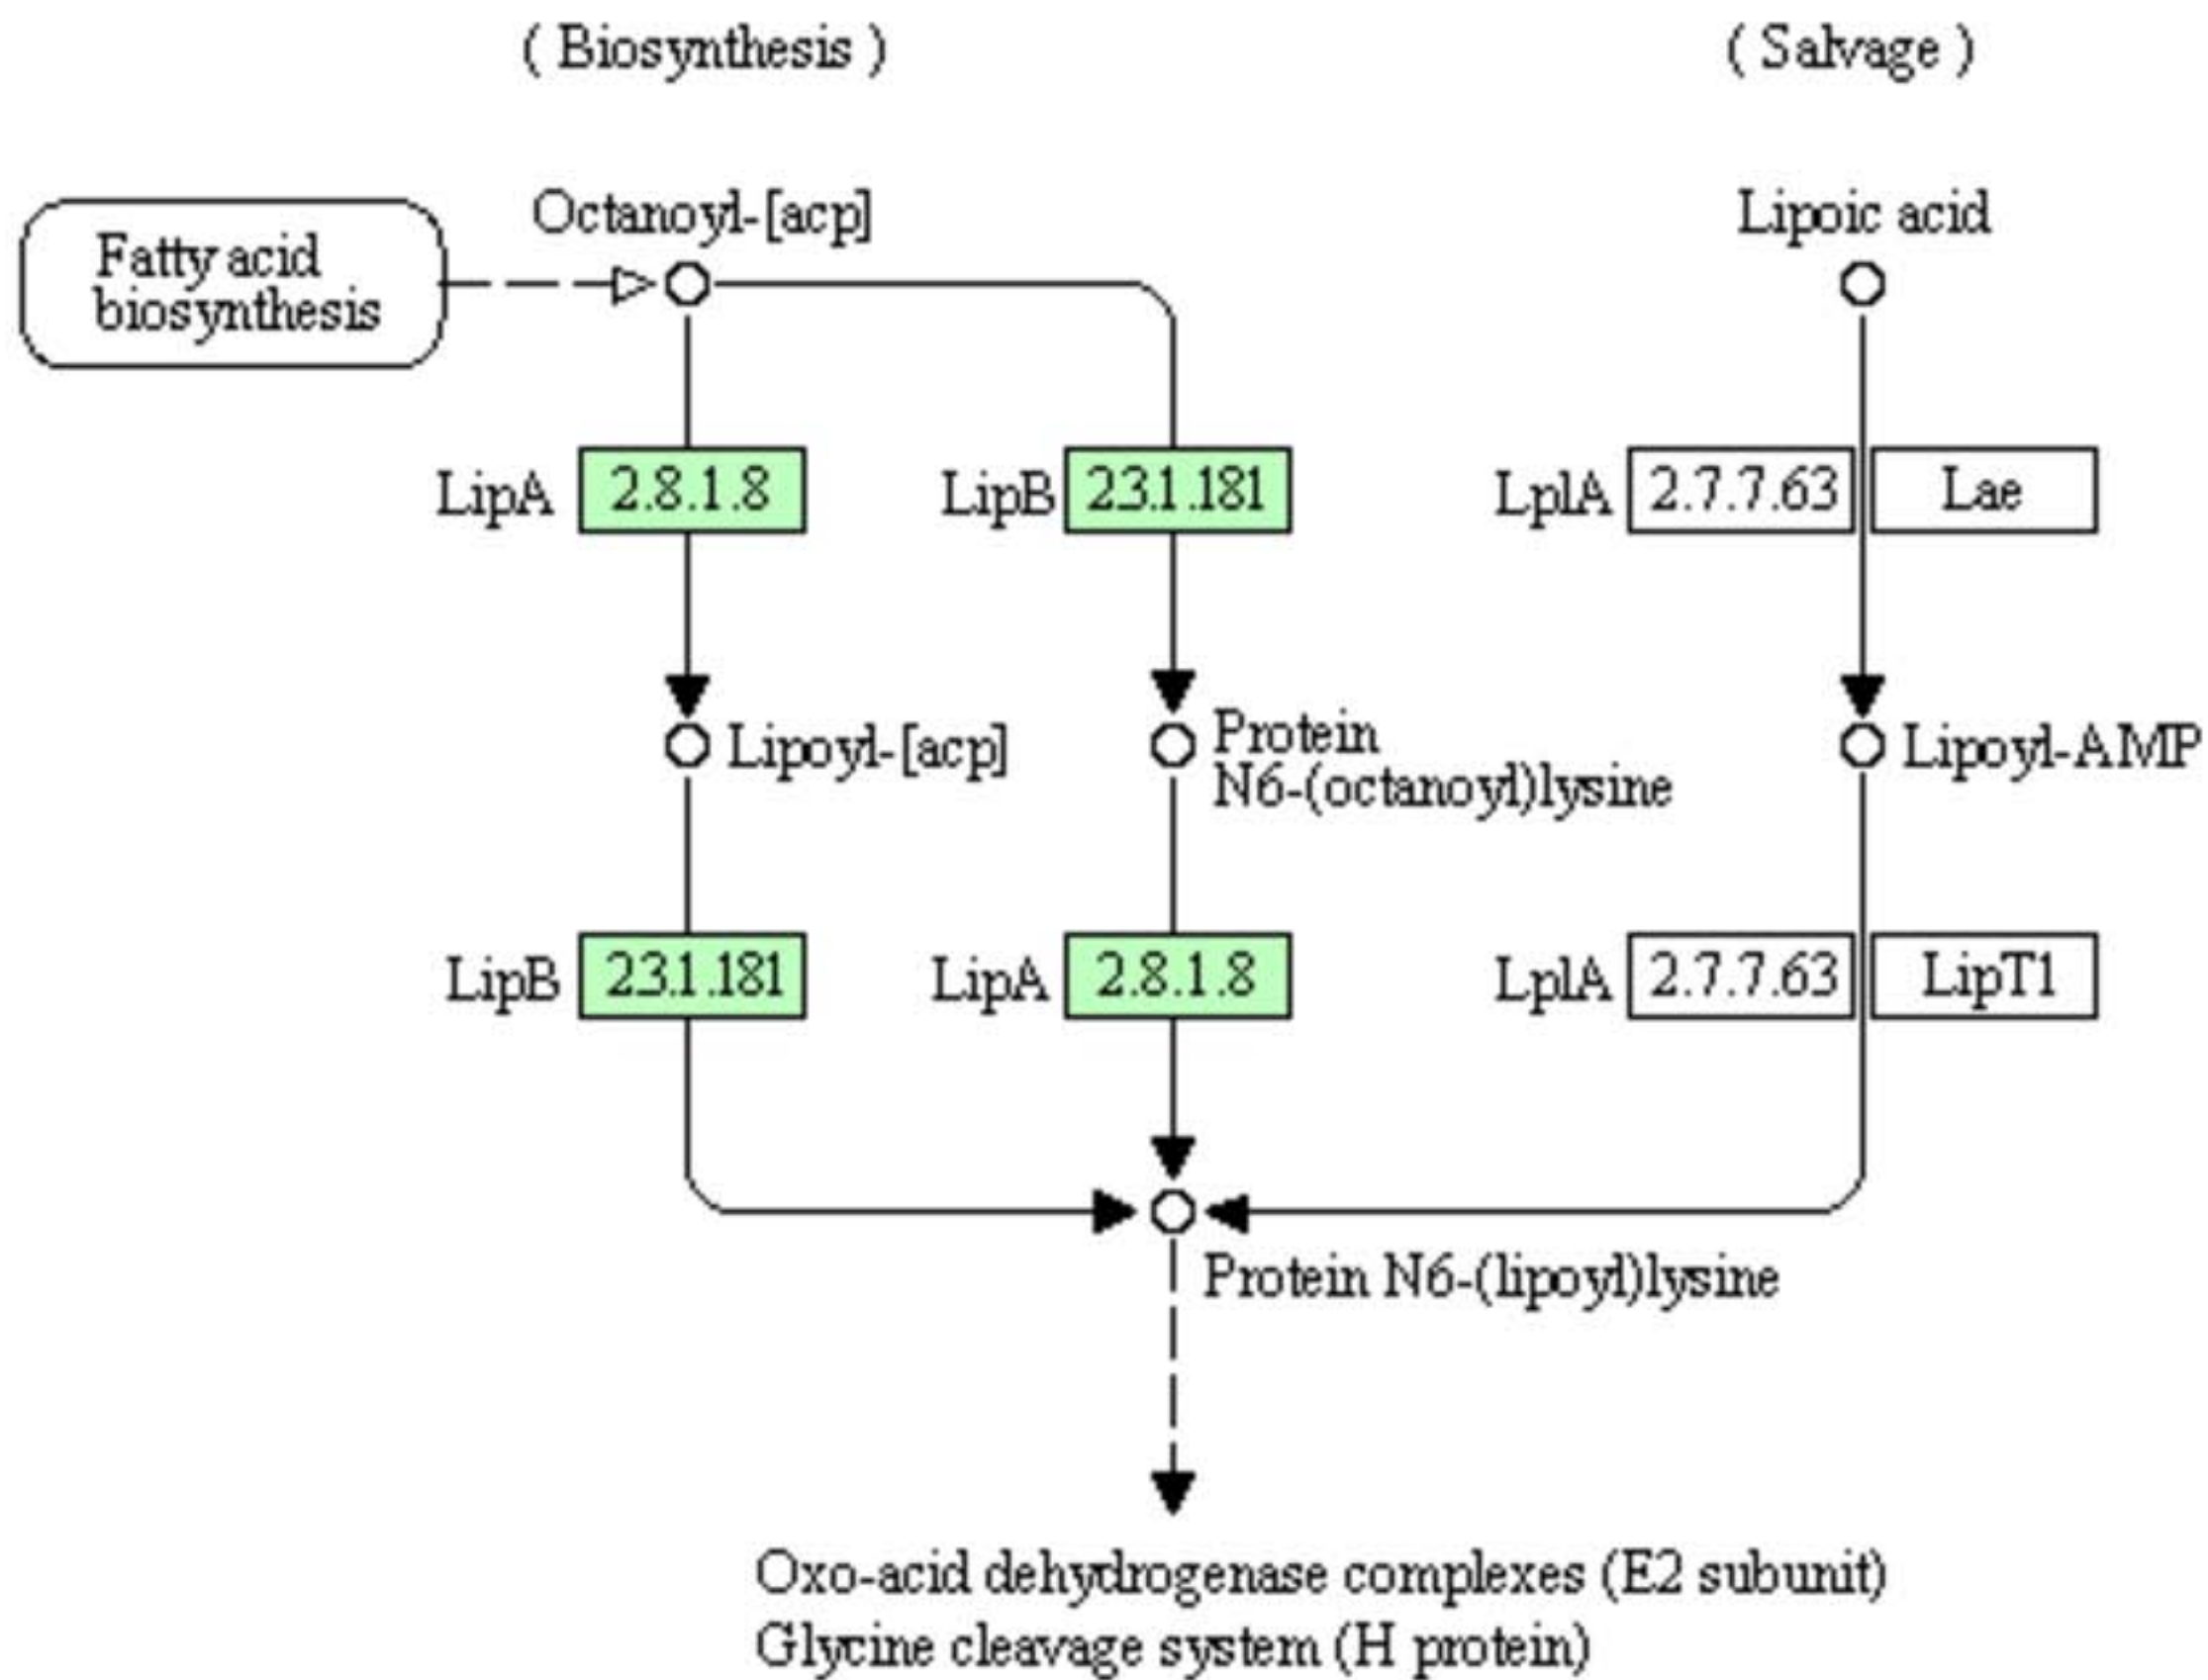 ( Biosynthesis )
( Salvage )
Octanoyl-[acp]
Lipoic acid
Fatty acid
biosynthesis
LipA 2.8.1.8
LipB 2.3.1.181
LplA 2.7.7.63 Lae
Lipoyl-[acp]
Protein
N6-(octanoyl)lysine
Lipoyl-AMP
LipB 2.3.1.181
LipA 2.8.1.8
LplA 2.7.7.63 LipT1
Protein N6-(lipoyl)lysine
Oxo-acid dehydrogenase complexes (E2 subunit)
Glycine cleavage system (H protein)